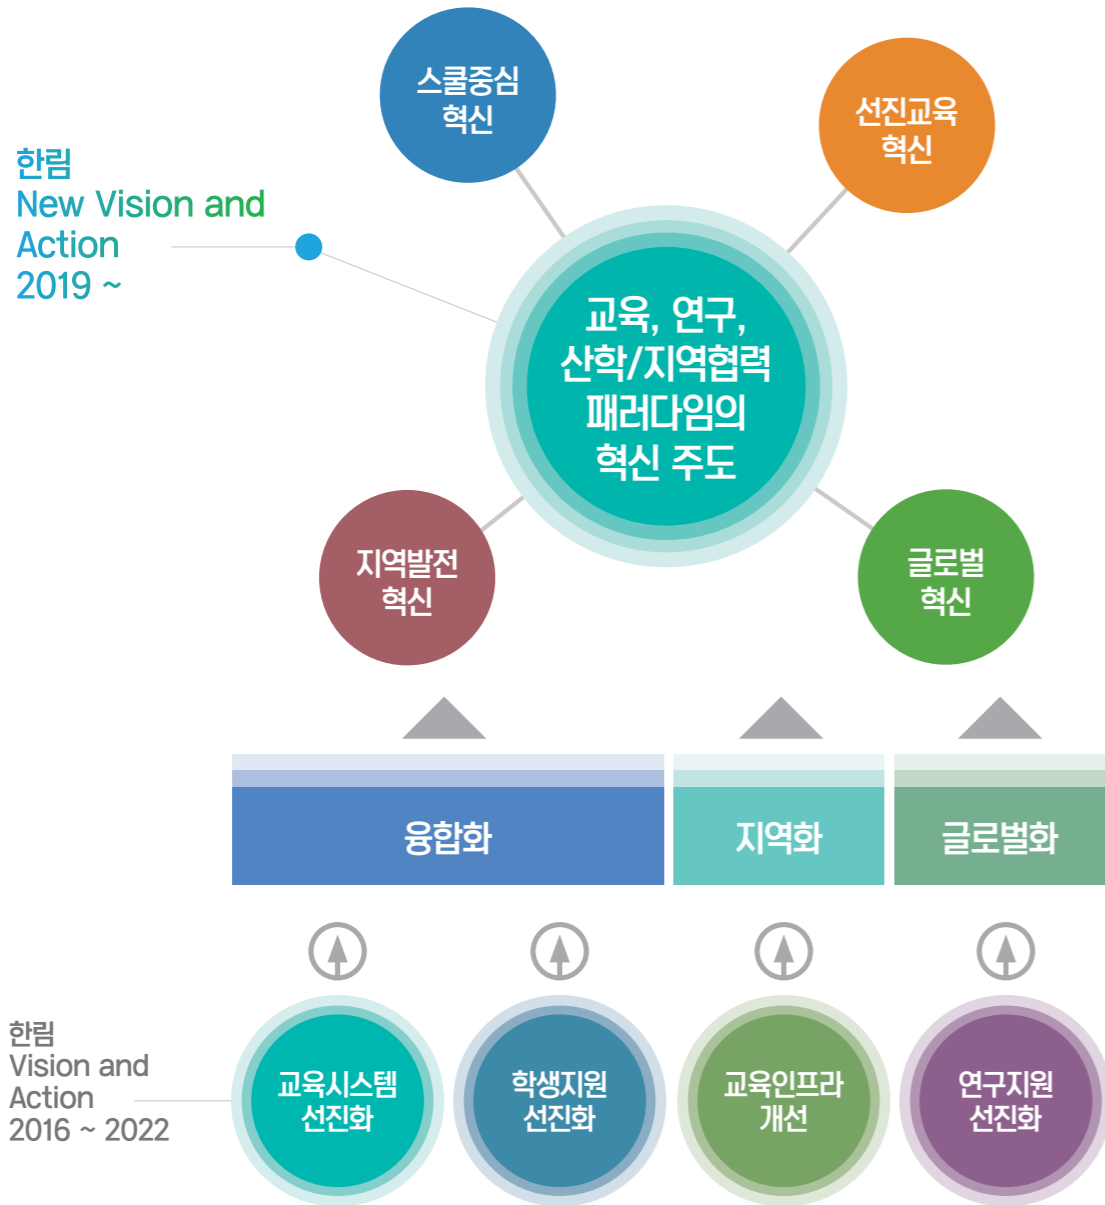 스쿨중심
혁신
선진교육
혁신
한림
New Vision and
Action
2019 ~
교육, 연구,
산학/지역협력
패러다임의
혁신 주도
지역발전
혁신
글로벌
혁신
융합화
지역화
글로벌화
한림
Vision and
Action
2016 ~ 2022
교육시스템
선진화
학생지원
선진화
교육인프라
개선
연구지원
선진화